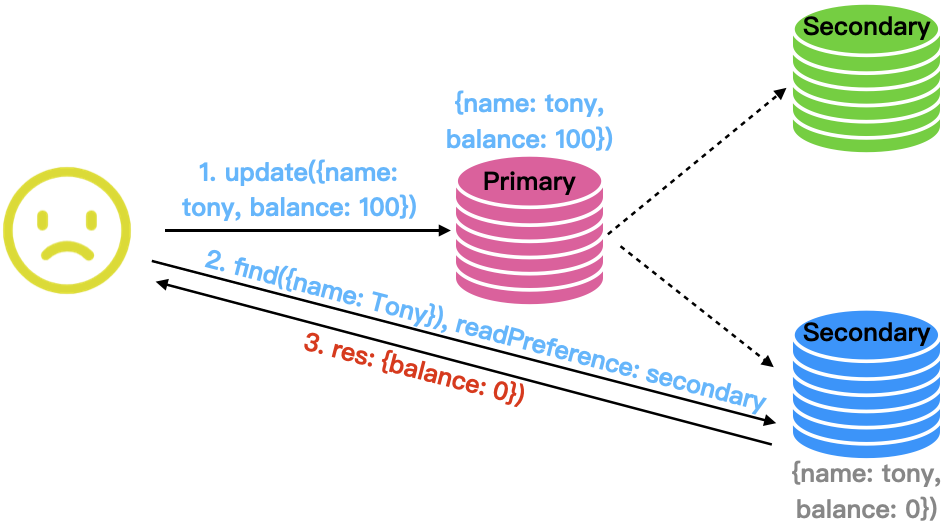 Secondary
{name: tony,
balance: 100})
1. update({name:
tony, balance: 100})
Primary
2. find({name: Tony}), readPreference: secondary
3. res: {balance: 0})
Secondary
{name: tony,
balance: 0})